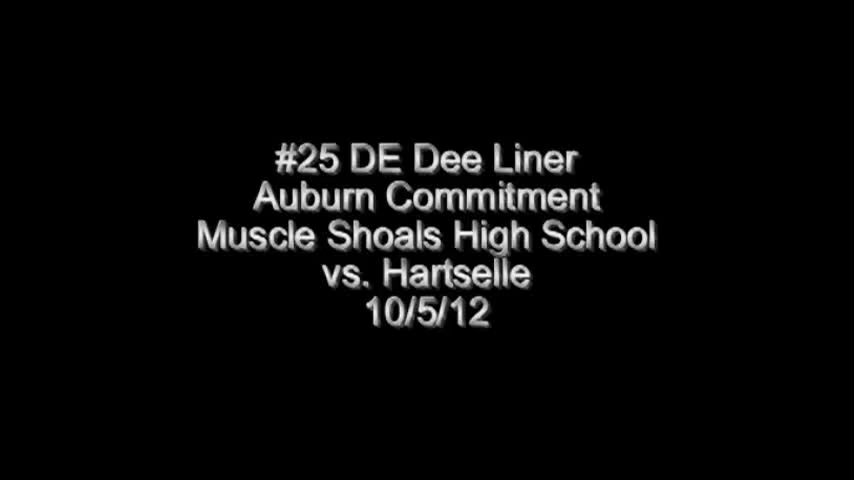 #25 DE Dee Liner
Auburn Commitment
Muscle Shoals High School
vs. Hartselle
10/5/12